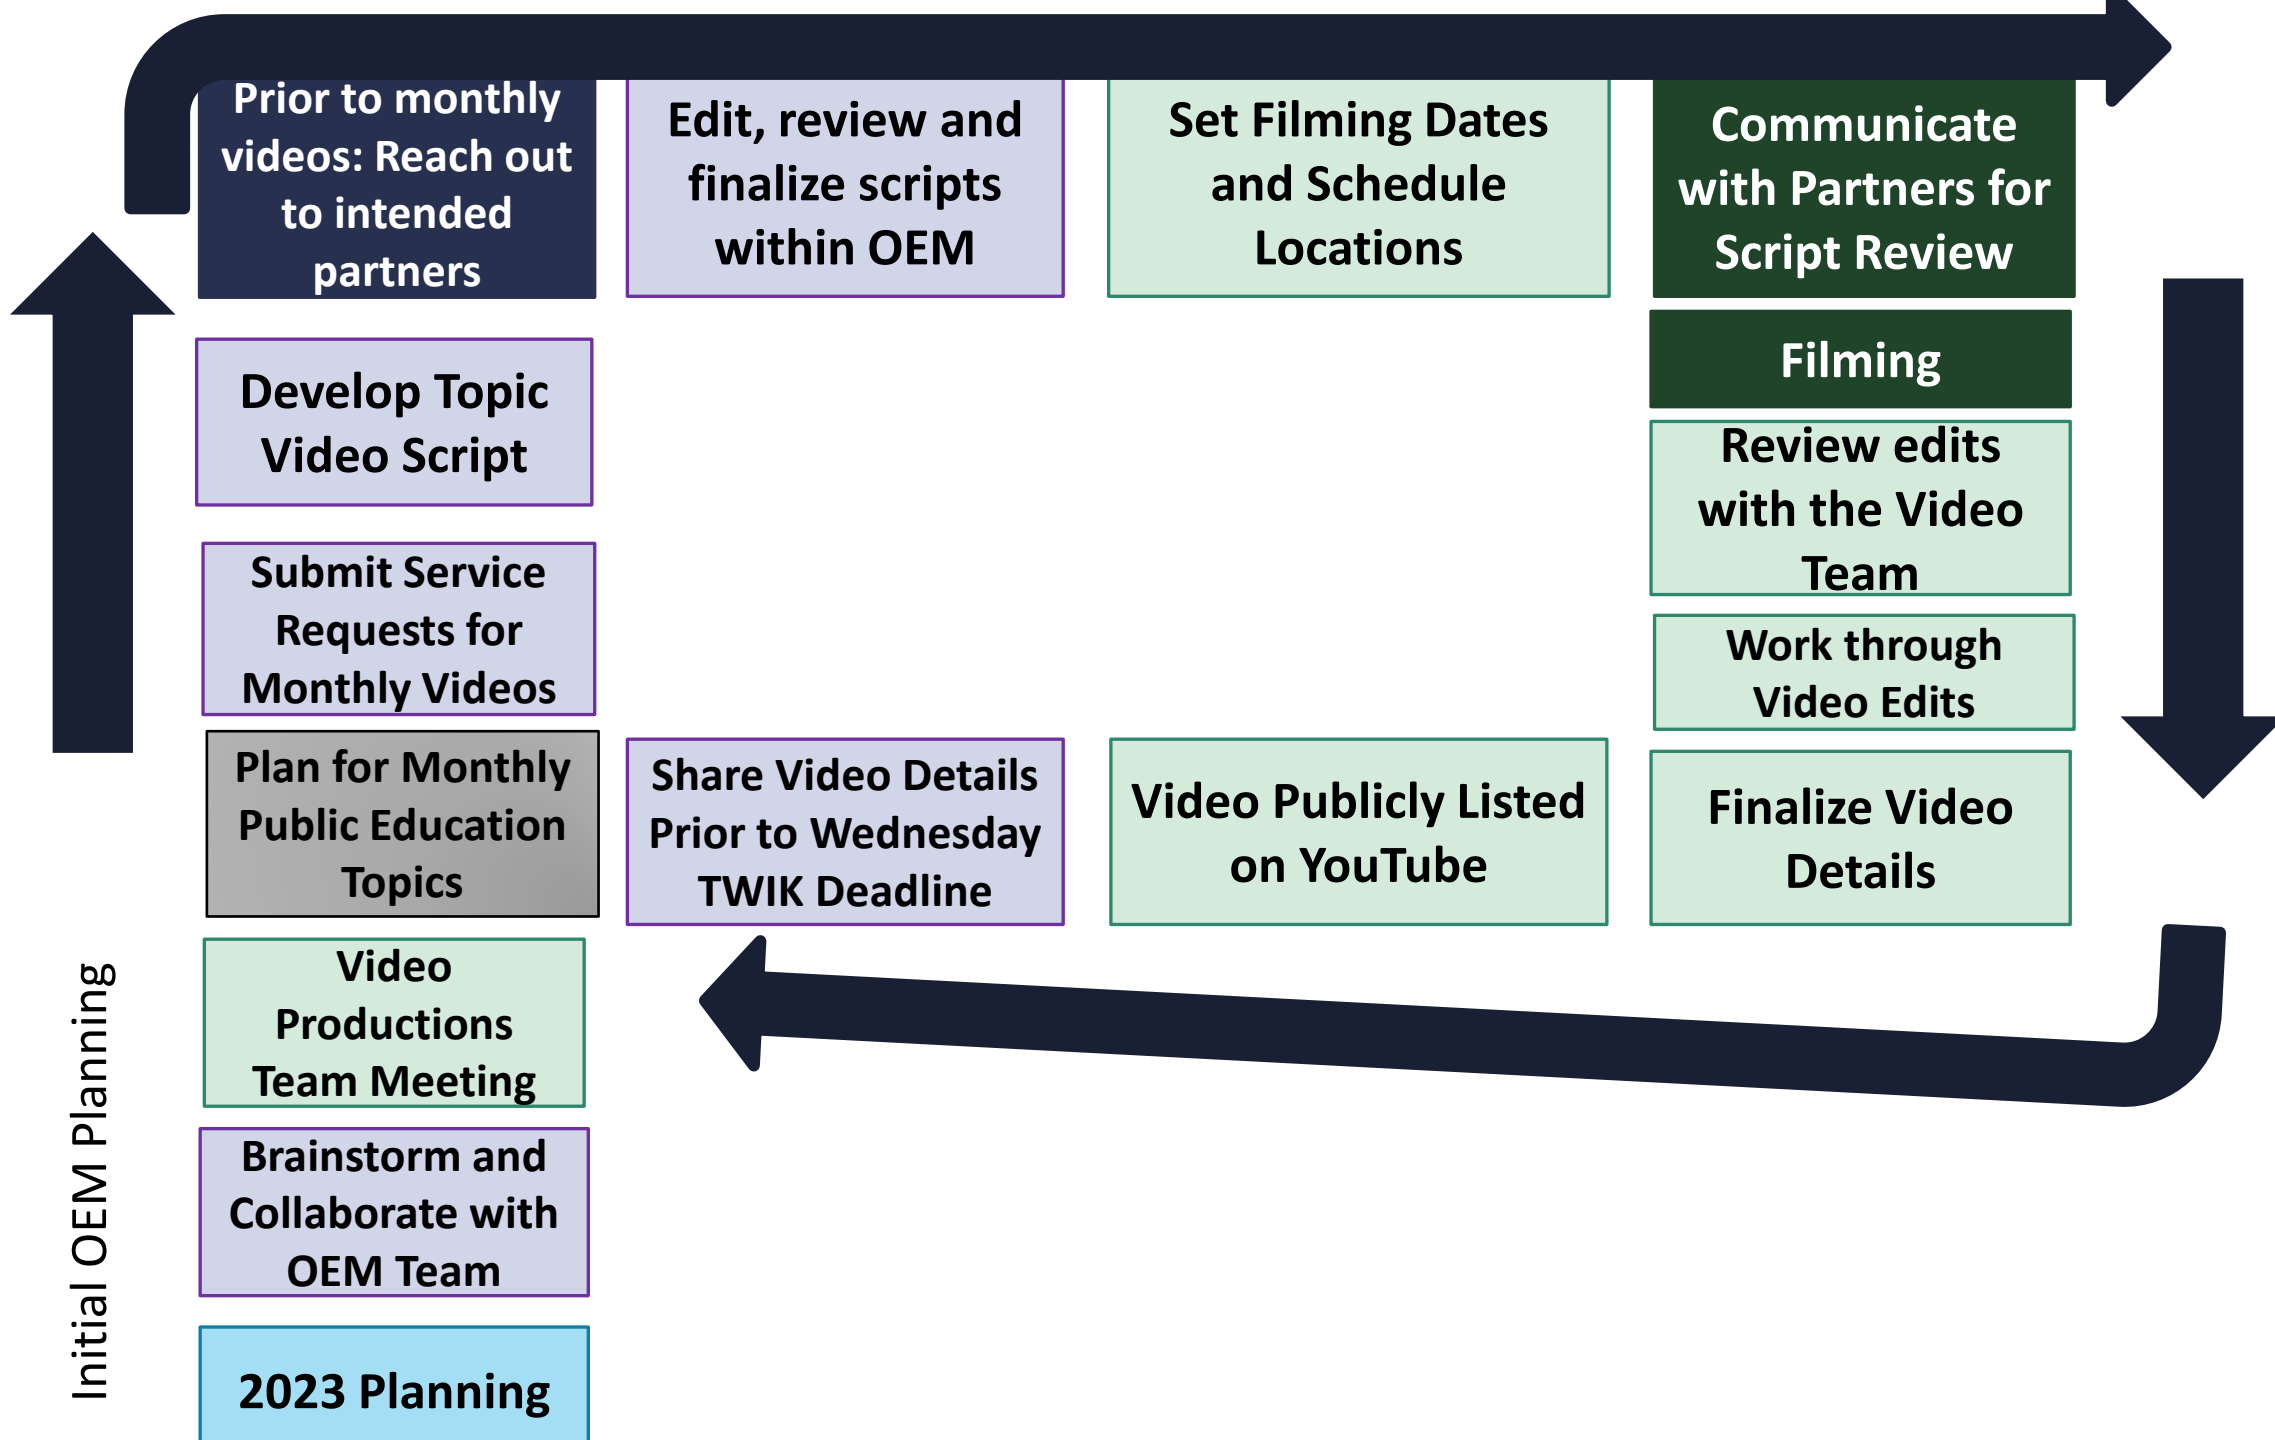 Prior to monthly
videos: Reach out
to intended
partners
Edit, review and
finalize scripts
within OEM
Set Filming Dates
and Schedule
Locations
Communicate
with Partners for
Script Review
Develop Topic
Video Script
Filming
Review edits
with the Video
Team
Submit Service
Requests for
Monthly Videos
Work through
Video Edits
Plan for Monthly
Public Education
Topics
Share Video Details
Prior to Wednesday
TWIK Deadline
Video Publicly Listed
on YouTube
Finalize Video
Details
Video
Productions
Team Meeting
Brainstorm and
Collaborate with
OEM Team
2023 Planning
Initial OEM Planning